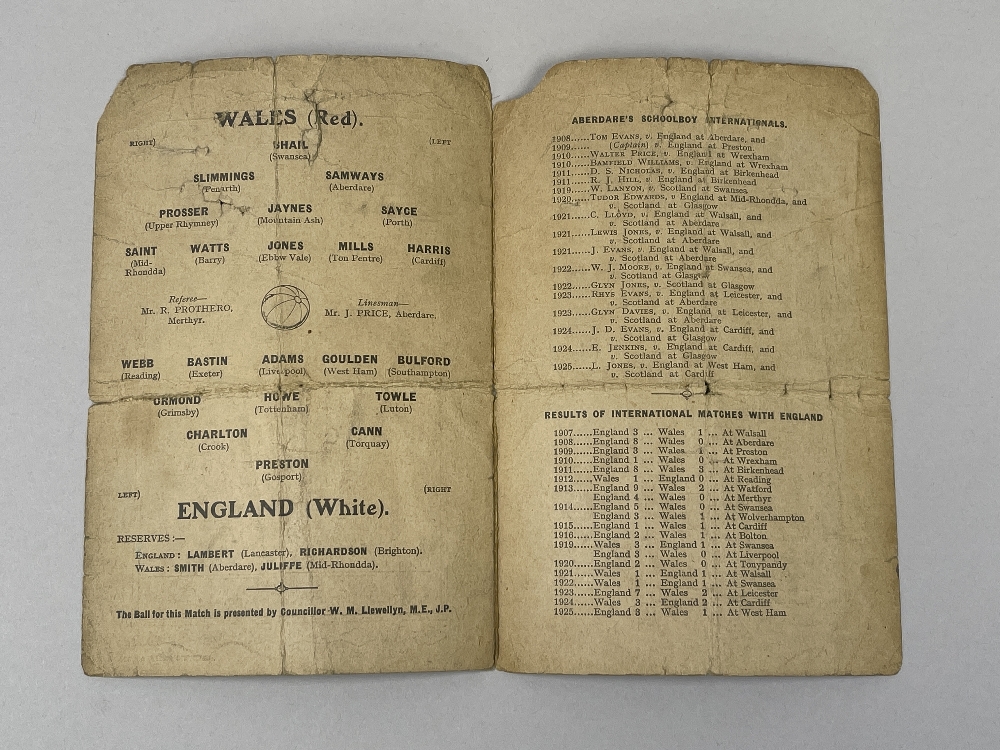 WALES (Red).
RIGHT) (LEFT
SHAIL
(Swansea)
SLIMMINGS SAMWAYS
(Penarth) (Aberdare)
PROSSER JAYNES SAYCE
(Upper Rhymney) (Mountain Ash) (Porth)
SAINT WATTS JONES MILLS HARRIS
(Mid- (Barry) (Ebbw Vale) (Ton Pentre) (Cardiff)
Rhondda)
Referee— Linesman—
Mr. R. PROTHERO, Mr. J. PRICE, Aberdare.
Merthyr.
WEBB BASTIN ADAMS GOULDEN BULFORD
(Reading) (Exeter) (Liverpool) (West Ham) (Southampton)
ORMOND HOWE TOWLE
(Grimsby) (Tottenham) (Luton)
CHARLTON CANN
(Crook) (Torquay)
PRESTON
(Gosport)
LEFT) (RIGHT
ENGLAND (White).
RESERVES:—
ENGLAND: LAMBERT (Lancaster), RICHARDSON (Brighton).
WALES: SMITH (Aberdare), JULIFFE (Mid-Rhondda).
The Ball for this Match is presented by Councillor W. M. Llewellyn, M.E., J.P.
ABERDARE'S SCHOOLBOY INTERNATIONALS.
1908......TOM EVANS, v. England at Aberdare, and
1909...... (Captain) v. England at Preston.
1910......WALTER PRICE, v. England at Wrexham
1910......BAMFIELD WILLIAMS, v. England at Wrexham
1911......D. S. NICHOLAS, v. England at Birkenhead
1911......R. J. HILL, v. England at Birkenhead
1919......W. LANYON, v. Scotland at Swansea
1920......TUDOR EDWARDS, v England at Mid-Rhondda, and
v. Scotland at Glasgow
1921......C. LLOYD, v. England at Walsall, and
v. Scotland at Aberdare
1921......LEWIS JONES, v. England at Walsall, and
v. Scotland at Aberdare
1921......J. EVANS, v. England at Walsall, and
v. Scotland at Aberdare
1922......W. J. MOORE, v. England at Swansea, and
v. Scotland at Glasgow
1922......GLYN JONES, v. Scotland at Glasgow
1923......RHYS EVANS, v. England at Leicester, and
v. Scotland at Aberdare
1923......GLYN DAVIES, v. England at Leicester, and
v. Scotland at Aberdare
1924......J. D. EVANS, v. England at Cardiff, and
v. Scotland at Glasgow
1924......E. JENKINS, v. England at Cardiff, and
v. Scotland at Glasgow
1925......L. JONES, v. England at West Ham, and
v. Scotland at Cardiff
RESULTS OF INTERNATIONAL MATCHES WITH ENGLAND
1907......England 3 ... Wales 1 ... At Walsall
1908......England 8 ... Wales 0 ... At Aberdare
1909......England 3 ... Wales 1 ... At Preston
1910......England 1 ... Wales 0 ... At Wrexham
1911......England 8 ... Wales 3 ... At Birkenhead
1912......Wales 1 ... England 0 ... At Reading
1913......England 9 ... Wales 2 ... At Watford
England 4 ... Wales 0 ... At Merthyr
1914......England 5 ... Wales 0 ... At Swansea
England 3 ... Wales 1 ... At Wolverhampton
1915......England 1 ... Wales 1 ... At Cardiff
1916......England 2 ... Wales 1 ... At Bolton
1919......Wales 3 ... England 1 ... At Swansea
England 3 ... Wales 0 ... At Liverpool
1920......England 2 ... Wales 0 ... At Tonypandy
1921......Wales 1 ... England 1 ... At Walsall
1922......Wales 1 ... England 1 ... At Swansea
1923......England 7 ... Wales 2 ... At Leicester
1924......Wales 3 ... England 2 ... At Cardiff
1925......England 3 ... Wales 1 ... At West Ham